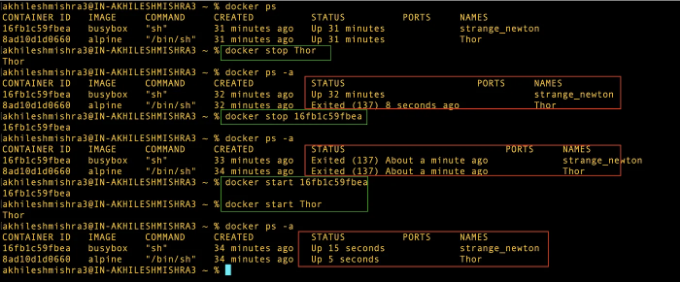 akhileshmishra3@IN-AKHILESHMISHRA3 ~ % docker ps
CONTAINER ID   IMAGE     COMMAND     CREATED          STATUS          PORTS     NAMES
16fb1c59fbea   busybox   "sh"        31 minutes ago   Up 31 minutes             strange_newton
8ad10d1d0660   alpine    "/bin/sh"   31 minutes ago   Up 31 minutes             Thor
akhileshmishra3@IN-AKHILESHMISHRA3 ~ % docker stop Thor
Thor
akhileshmishra3@IN-AKHILESHMISHRA3 ~ % docker ps -a
CONTAINER ID   IMAGE     COMMAND     CREATED          STATUS                       PORTS     NAMES
16fb1c59fbea   busybox   "sh"        32 minutes ago   Up 32 minutes                          strange_newton
8ad10d1d0660   alpine    "/bin/sh"   32 minutes ago   Exited (137) 8 seconds ago             Thor
akhileshmishra3@IN-AKHILESHMISHRA3 ~ % docker stop 16fb1c59fbea
16fb1c59fbea
akhileshmishra3@IN-AKHILESHMISHRA3 ~ % docker ps -a
CONTAINER ID   IMAGE     COMMAND     CREATED          STATUS                            PORTS     NAMES
16fb1c59fbea   busybox   "sh"        33 minutes ago   Exited (137) About a minute ago             strange_newton
8ad10d1d0660   alpine    "/bin/sh"   33 minutes ago   Exited (137) About a minute ago             Thor
akhileshmishra3@IN-AKHILESHMISHRA3 ~ % docker start 16fb1c59fbea
16fb1c59fbea
akhileshmishra3@IN-AKHILESHMISHRA3 ~ % docker start Thor
Thor
akhileshmishra3@IN-AKHILESHMISHRA3 ~ % docker ps -a
CONTAINER ID   IMAGE     COMMAND     CREATED          STATUS          PORTS     NAMES
16fb1c59fbea   busybox   "sh"        34 minutes ago   Up 15 seconds             strange_newton
8ad10d1d0660   alpine    "/bin/sh"   34 minutes ago   Up 5 seconds              Thor
akhileshmishra3@IN-AKHILESHMISHRA3 ~ %